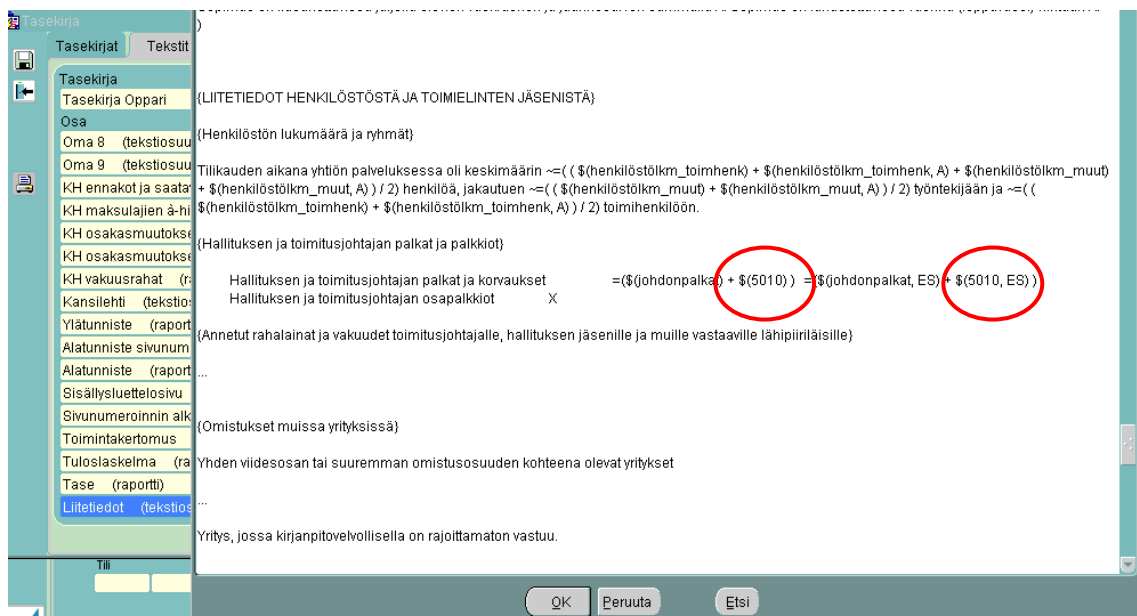 Tasekirja
Tasekirjat
Tekstit
Tasekirja
Tasekirja Oppari
Osa
Oma 8 (tekstiosuu
Oma 9 (tekstiosuu
KH ennakot ja saata
KH maksulajien à-hi
KH osakasmuutokse
KH osakasmuutokse
KH vakuusrahat (r
Kansilehti (tekstio
Ylätunniste (raport
Alatunniste sivunum
Alatunniste (raport
Sisällysluettelosivu
Sivunumeroinnin alk
Toimintakertomus
Tuloslaskelma (ra
Tase (raportti)
Liitetiedot (tekstios
Tili
)
{LIITETIEDOT HENKILÖSTÖSTÄ JA TOIMIELINTEN JÄSENISTÄ}
{Henkilöstön lukumäärä ja ryhmät}
Tilikauden aikana yhtiön palveluksessa oli keskimäärin ~=( ( $(henkilöstölkm_toimhenk) + $(henkilöstölkm_toimhenk, A) + $(henkilöstölkm_muut)
+ $(henkilöstölkm_muut, A) ) / 2) henkilöä, jakautuen ~=( ( $(henkilöstölkm_muut) + $(henkilöstölkm_muut, A) ) / 2) työntekijään ja ~=( (
$(henkilöstölkm_toimhenk) + $(henkilöstölkm_toimhenk, A) ) / 2) toimihenkilöön.
{Hallituksen ja toimitusjohtajan palkat ja palkkiot}
Hallituksen ja toimitusjohtajan palkat ja korvaukset =($(johdonpalkat) + $(5010) ) =($(johdonpalkat, ES) + $(5010, ES) )
Hallituksen ja toimitusjohtajan osapalkkiot X
{Annetut rahalainat ja vakuudet toimitusjohtajalle, hallituksen jäsenille ja muille vastaaville lähipiiriläisille}
...
{Omistukset muissa yrityksissä}
Yhden viidesosan tai suuremman omistusosuuden kohteena olevat yritykset
...
Yritys, jossa kirjanpitovelvollisella on rajoittamaton vastuu.
OK
Peruuta
Etsi